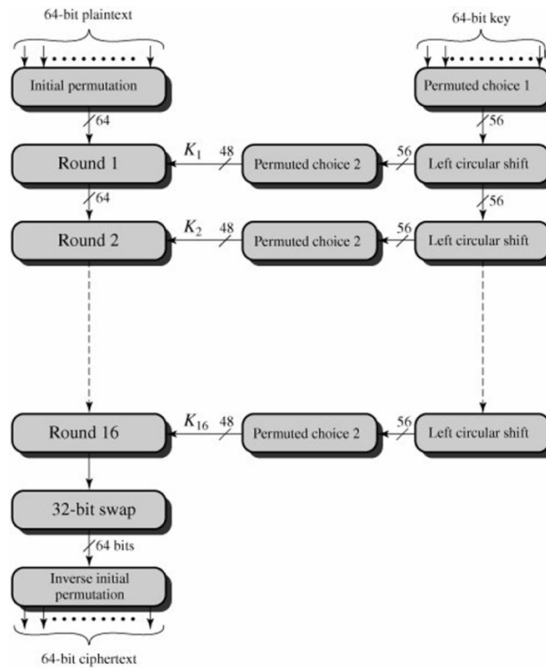 64-bit plaintext
64-bit key
Initial permutation
Permuted choice 1
64
56
Round 1
K1
48
Permuted choice 2
56
Left circular shift
64
56
Round 2
K2
48
Permuted choice 2
56
Left circular shift
Round 16
K16
48
Permuted choice 2
56
Left circular shift
32-bit swap
64 bits
Inverse initial
permutation
64-bit ciphertext